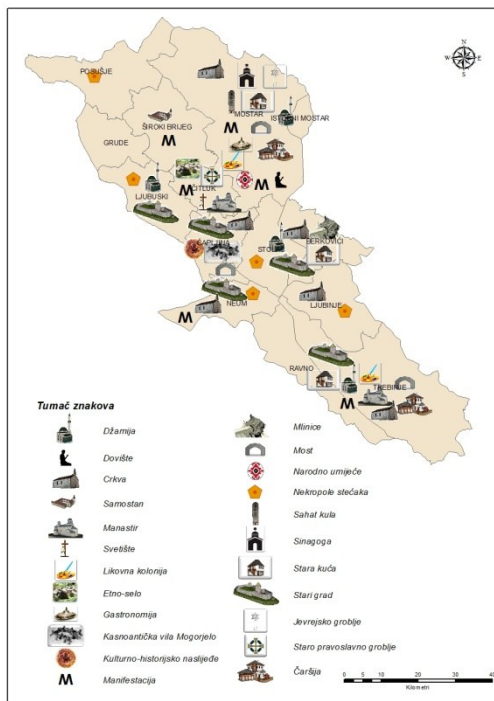 N
W E
S
POSUŠJE
MOSTAR
ISTOČNI MOSTAR
ŠIROKI BRIJEG
GRUDE
ČITLUK
LJUBUŠKI
ČAPLJINA
STOLAC
BERKOVIĆI
NEUM
LJUBINJE
RAVNO
TREBINJE
M
M
M
M
M
M
Tumač znakova
Džamija
Dovište
Crkva
Samostan
Manastir
Svetište
Likovna kolonija
Etno-selo
Gastronomija
Kasnoantička vila Mogorjelo
Kulturno-historijsko naslijeđe
M Manifestacija
Mlinice
Most
Narodno umijeće
Nekropole stećaka
Sahat kula
Sinagoga
Stara kuća
Stari grad
Jevrejsko groblje
Staro pravoslavno groblje
Čaršija
0 5 10 20 30 40
Kilometri